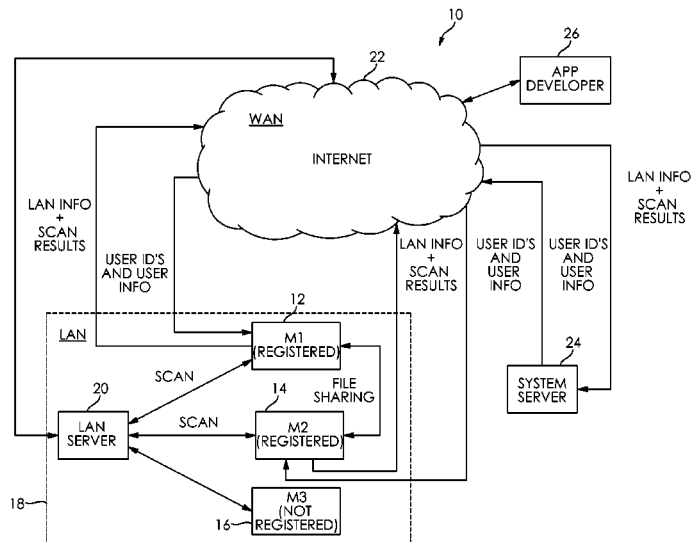 10
26
APP
DEVELOPER
22
WAN
INTERNET
LAN INFO
+
SCAN
RESULTS
USER ID'S
AND USER
INFO
LAN INFO
+
SCAN
RESULTS
USER ID'S
AND
USER
INFO
USER ID'S
AND
USER
INFO
LAN INFO
+
SCAN
RESULTS
LAN
12
M1
(REGISTERED)
SCAN
FILE
SHARING
24
SYSTEM
SERVER
20
LAN
SERVER
SCAN
14
M2
(REGISTERED)
18
16
M3
(NOT
REGISTERED)